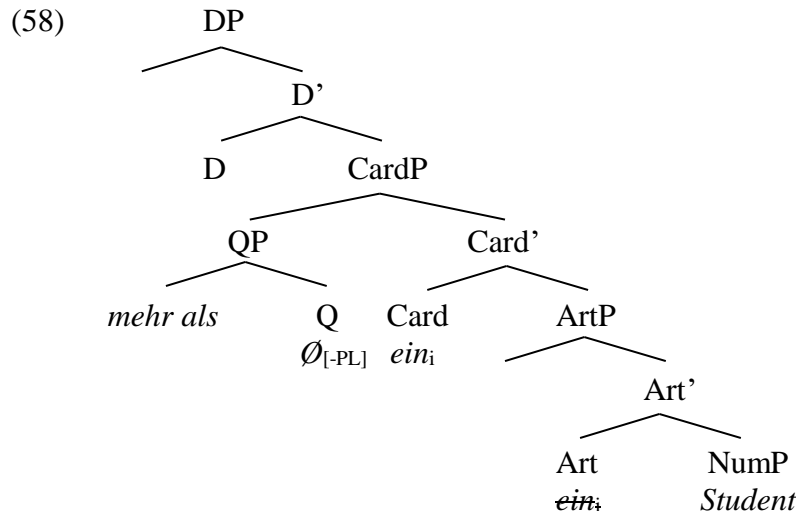 (58) DP
D’
D CardP
QP Card’
mehr als Q Card ArtP
Ø[-PL] eini
Art’
Art NumP
eini Student